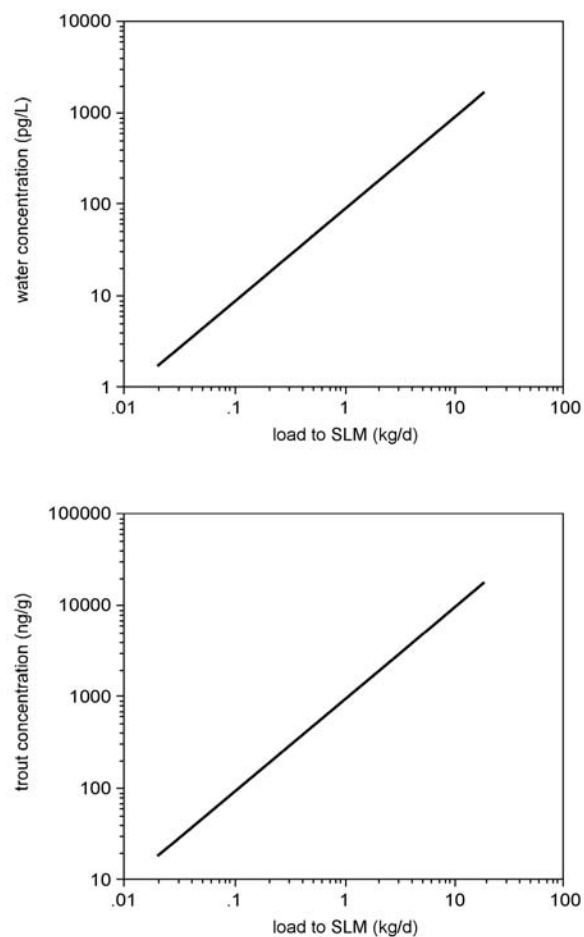 10000
1000
100
10
1
water concentration (pg/L)
.01 .1 1 10 100
load to SLM (kg/d)
100000
10000
1000
100
10
trout concentration (ng/g)
.01 .1 1 10 100
load to SLM (kg/d)